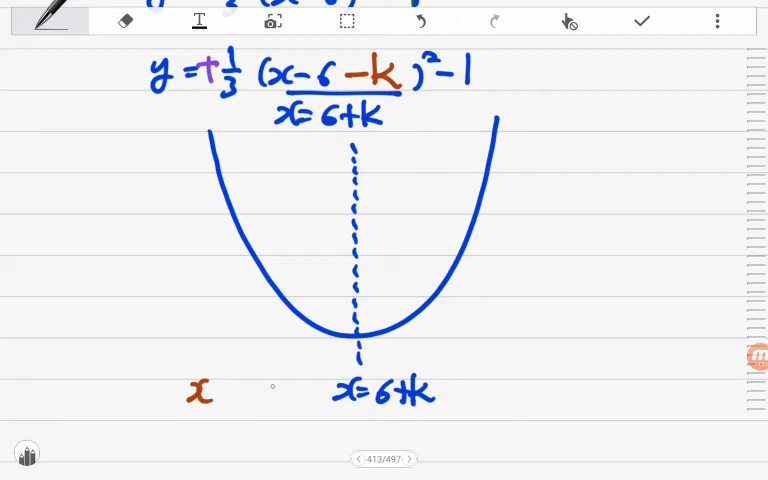 T
y = + 1/3 (x - 6 - k)² - 1
x = 6 + k
x x = 6 + k
413/497